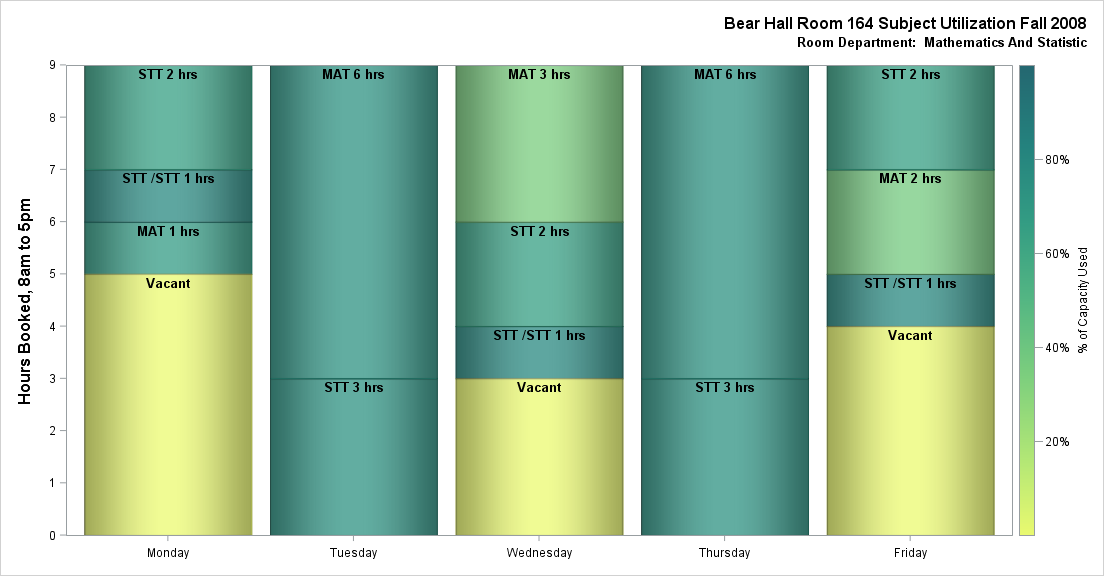 Bear Hall Room 164 Subject Utilization Fall 2008
Room Department:  Mathematics And Statistic
Hours Booked, 8am to 5pm
9
8
7
6
5
4
3
2
1
0
STT 2 hrs
STT /STT 1 hrs
MAT 1 hrs
Vacant
MAT 6 hrs
STT 3 hrs
MAT 3 hrs
STT 2 hrs
STT /STT 1 hrs
Vacant
MAT 6 hrs
STT 3 hrs
STT 2 hrs
MAT 2 hrs
STT /STT 1 hrs
Vacant
Monday
Tuesday
Wednesday
Thursday
Friday
80%
60%
40%
20%
% of Capacity Used